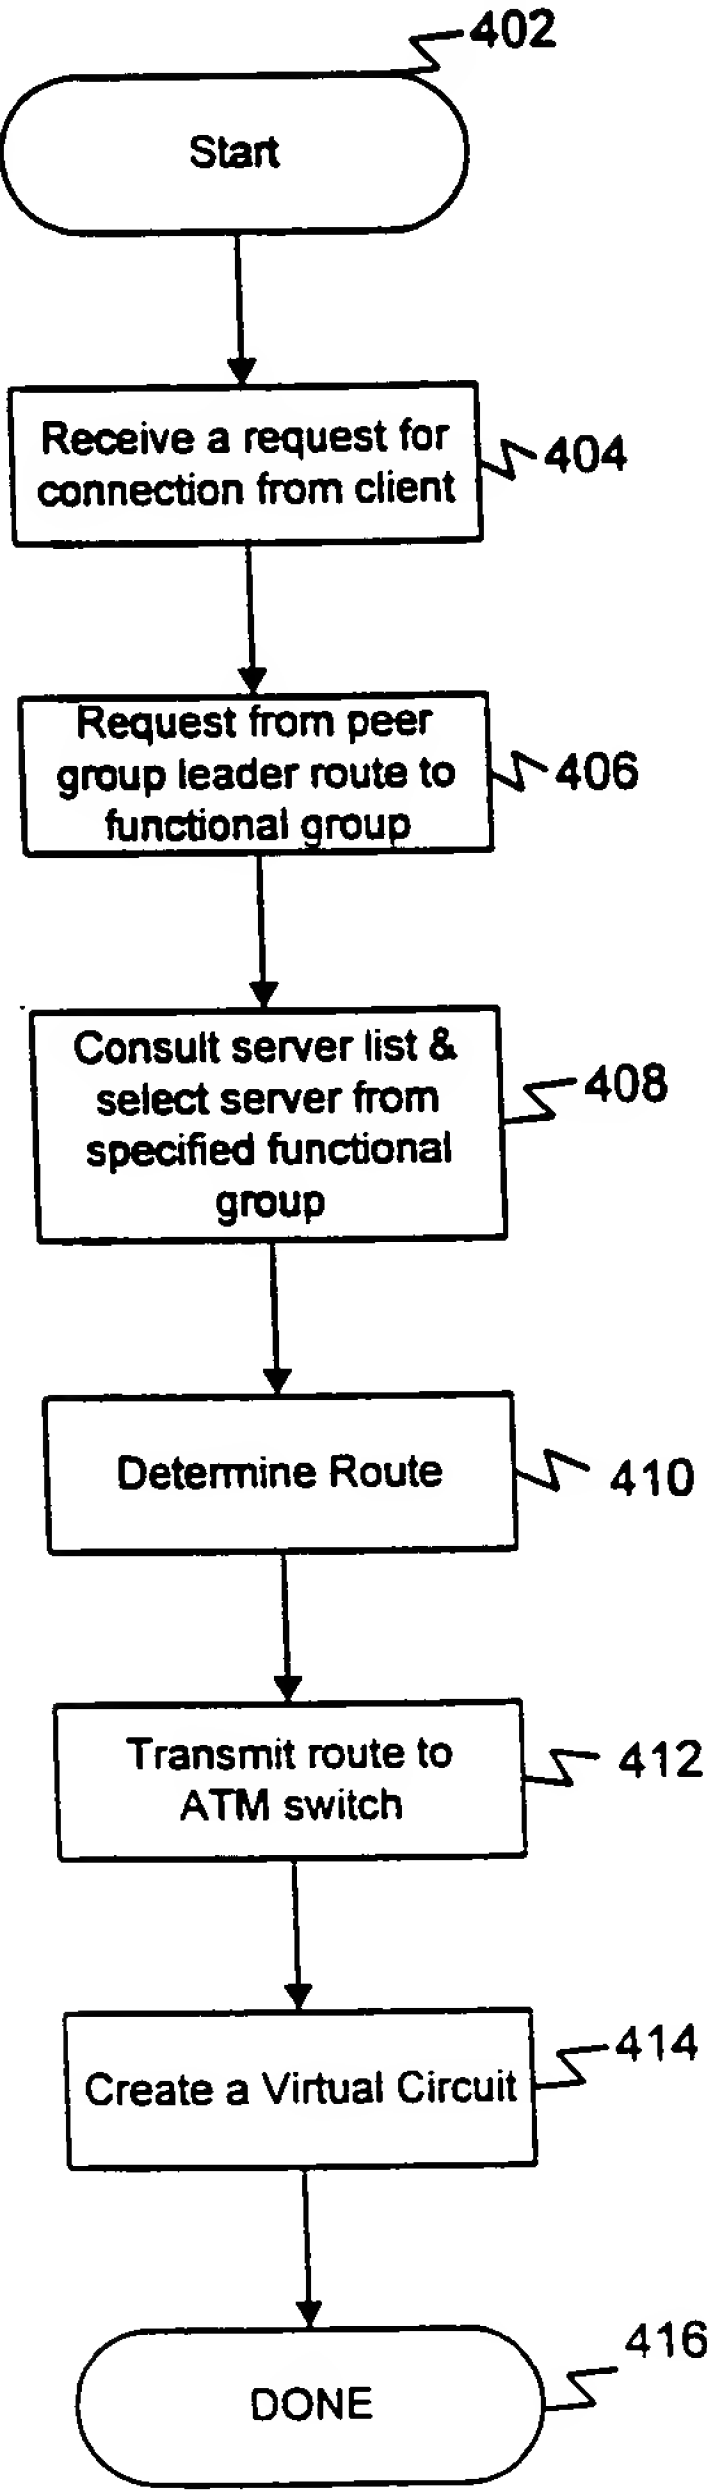 402
Start
Receive a request for
connection from client
404
Request from peer
group leader route to
functional group
406
Consult server list &
select server from
specified functional
group
408
Determine Route
410
Transmit route to
ATM switch
412
Create a Virtual Circuit
414
DONE
416